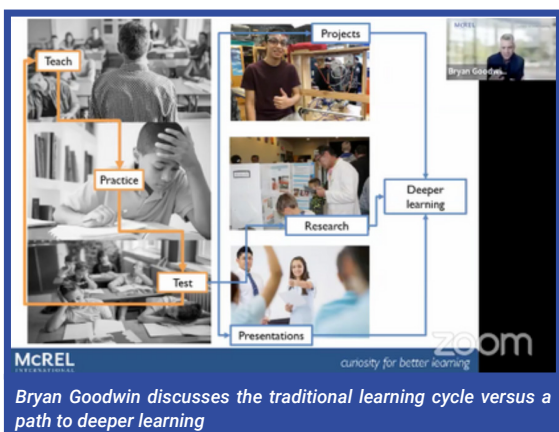 McREL
Bryan Goodwi...
Teach
Projects
Practice
Deeper
learning
Research
Test
Presentations
zoom
McREL
INTERNATIONAL
curiosity for better learning
Bryan Goodwin discusses the traditional learning cycle versus a
path to deeper learning